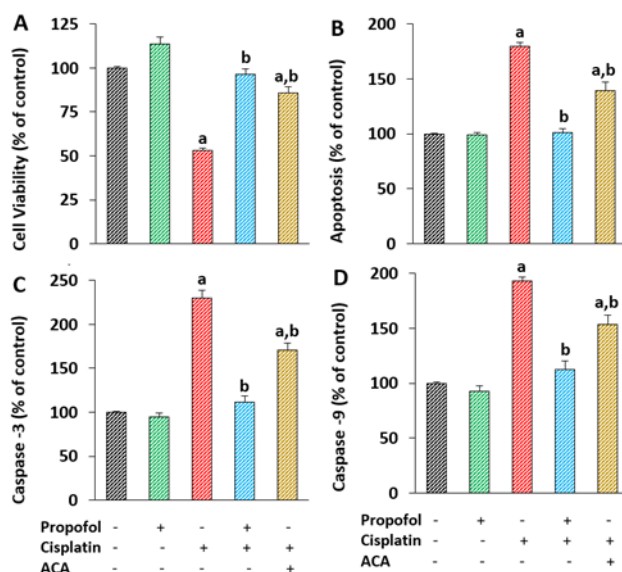 A
Cell Viability (% of control)
125
100
75
50
25
0
a
b
a,b
B
Apoptosis (% of control)
200
150
100
50
0
a
b
a,b
C
Caspase -3 (% of control)
250
200
150
100
50
0
a
b
a,b
D
Caspase -9 (% of control)
200
150
100
50
0
a
b
a,b
Propofol - + - + -
Cisplatin - - + + +
ACA - - - - +
Propofol - + - + -
Cisplatin - - + + +
ACA - - - - +